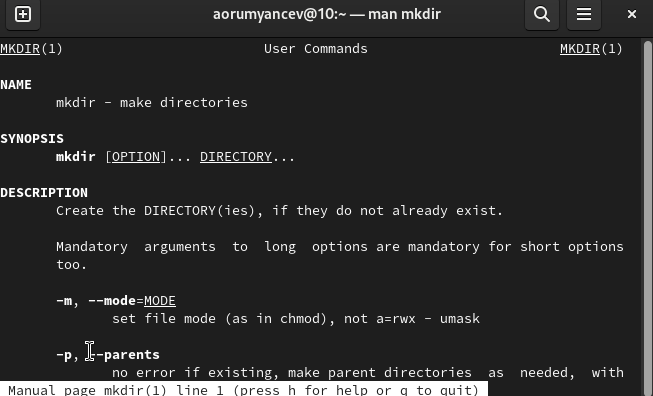 aorumyancev@10:~ — man mkdir
MKDIR(1) User Commands MKDIR(1)
NAME
mkdir - make directories
SYNOPSIS
mkdir [OPTION]... DIRECTORY...
DESCRIPTION
Create the DIRECTORY(ies), if they do not already exist.
Mandatory arguments to long options are mandatory for short options
too.
-m, --mode=MODE
set file mode (as in chmod), not a=rwx - umask
-p, --parents
no error if existing, make parent directories as needed, with
Manual page mkdir(1) line 1 (press h for help or q to quit)